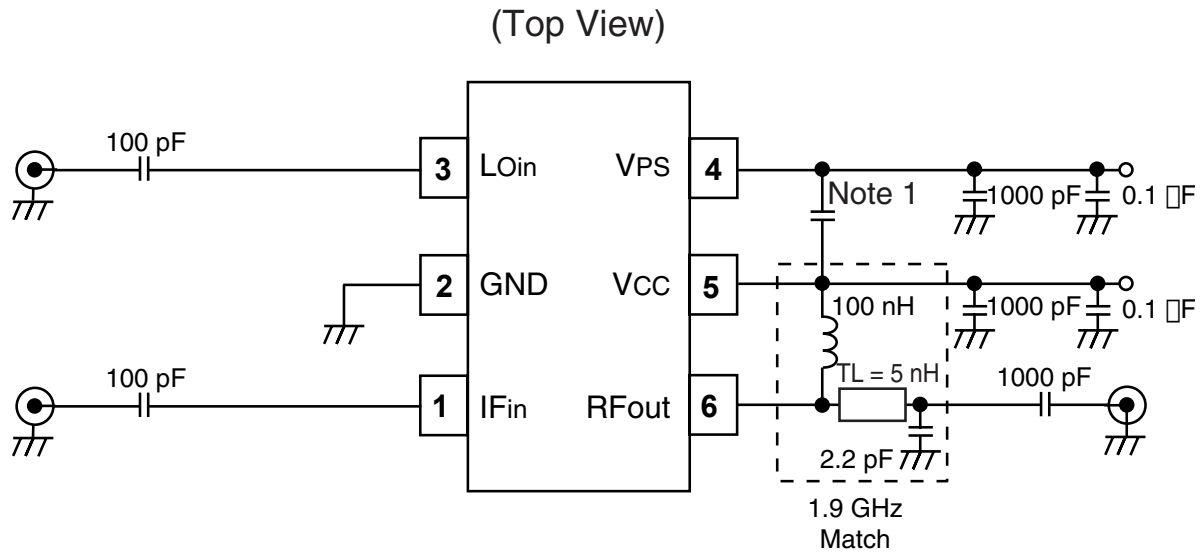 (Top View)
100 pF
3 LOin VPS 4
Note 1
1000 pF 0.1 □F
2 GND VCC 5
100 nH
1000 pF 0.1 □F
100 pF
TL = 5 nH
1000 pF
1 IFin RFout 6
2.2 pF
1.9 GHz
Match